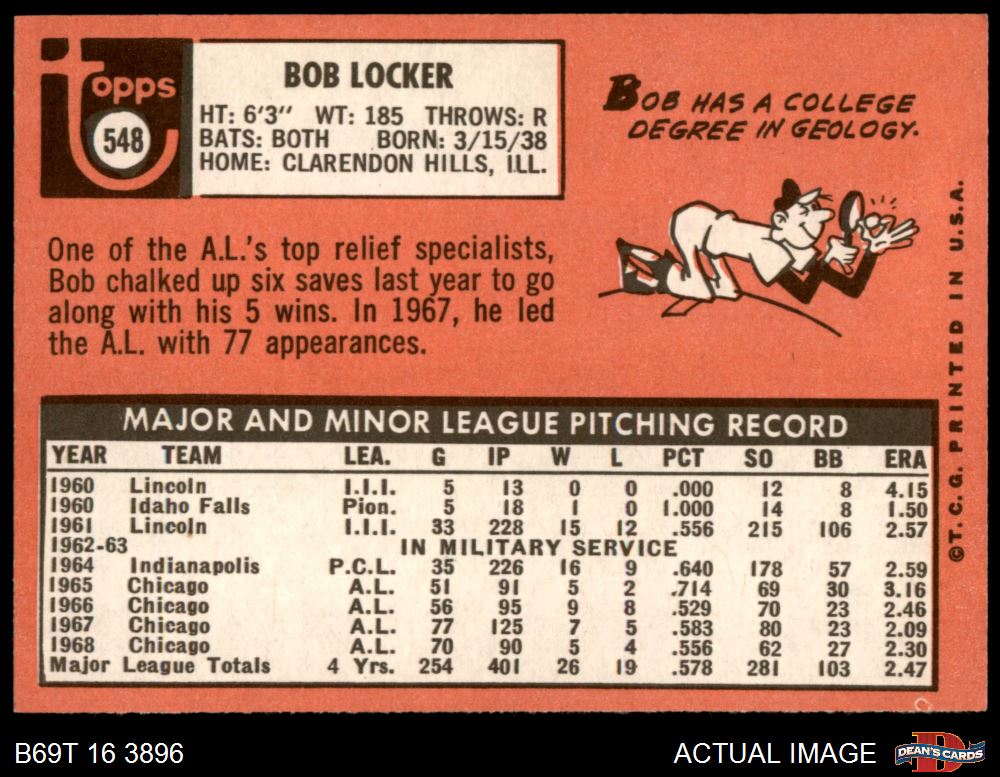 topps
548
BOB LOCKER
HT: 6'3" WT: 185 THROWS: R
BATS: BOTH BORN: 3/15/38
HOME: CLARENDON HILLS, ILL.
BOB HAS A COLLEGE
DEGREE IN GEOLOGY.
One of the A.L.'s top relief specialists,
Bob chalked up six saves last year to go
along with his 5 wins. In 1967, he led
the A.L. with 77 appearances.
MAJOR AND MINOR LEAGUE PITCHING RECORD
YEAR TEAM LEA. G IP W L PCT SO BB ERA
1960 Lincoln I.I.I. 5 13 0 0 .000 12 8 4.15
1960 Idaho Falls Pion. 5 18 1 0 1.000 14 8 1.50
1961 Lincoln I.I.I. 33 228 15 12 .556 215 106 2.57
1962-63 IN MILITARY SERVICE
1964 Indianapolis P.C.L. 35 226 16 9 .640 178 57 2.59
1965 Chicago A.L. 51 91 5 2 .714 69 30 3.16
1966 Chicago A.L. 56 95 9 8 .529 70 23 2.46
1967 Chicago A.L. 77 125 7 5 .583 80 23 2.09
1968 Chicago A.L. 70 90 5 4 .556 62 27 2.30
Major League Totals 4 Yrs. 254 401 26 19 .578 281 103 2.47
©T.C.G. PRINTED IN U.S.A.
B69T 16 3896
ACTUAL IMAGE
D
DEAN'S CARDS